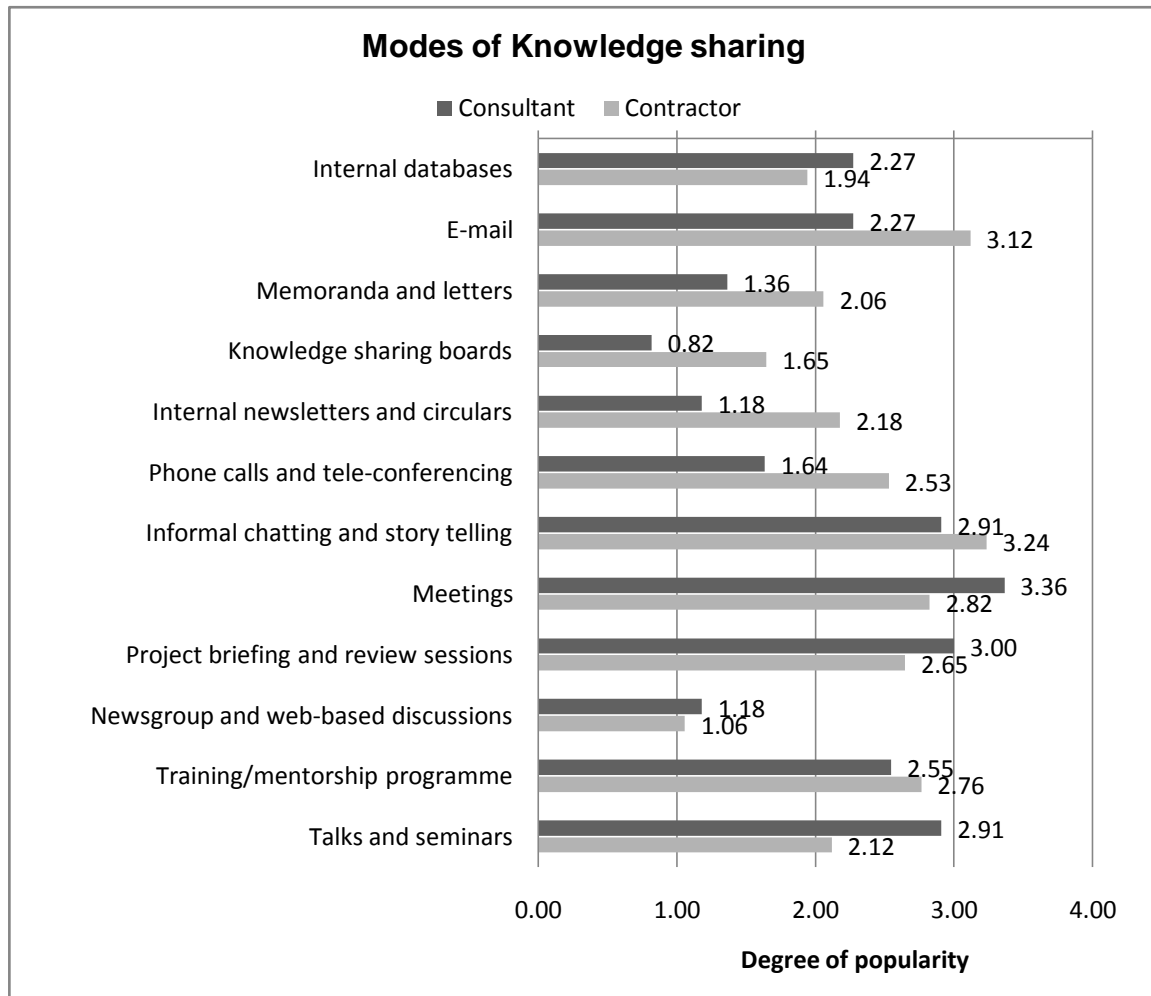 Modes of Knowledge sharing
Consultant Contractor
Internal databases 2.27
1.94
E-mail 2.27
3.12
Memoranda and letters 1.36
2.06
Knowledge sharing boards 0.82
1.65
Internal newsletters and circulars 1.18
2.18
Phone calls and tele-conferencing 1.64
2.53
Informal chatting and story telling 2.91
3.24
Meetings 3.36
2.82
Project briefing and review sessions 3.00
2.65
Newsgroup and web-based discussions 1.18
1.06
Training/mentorship programme 2.55
2.76
Talks and seminars 2.91
2.12
0.00 1.00 2.00 3.00 4.00
Degree of popularity